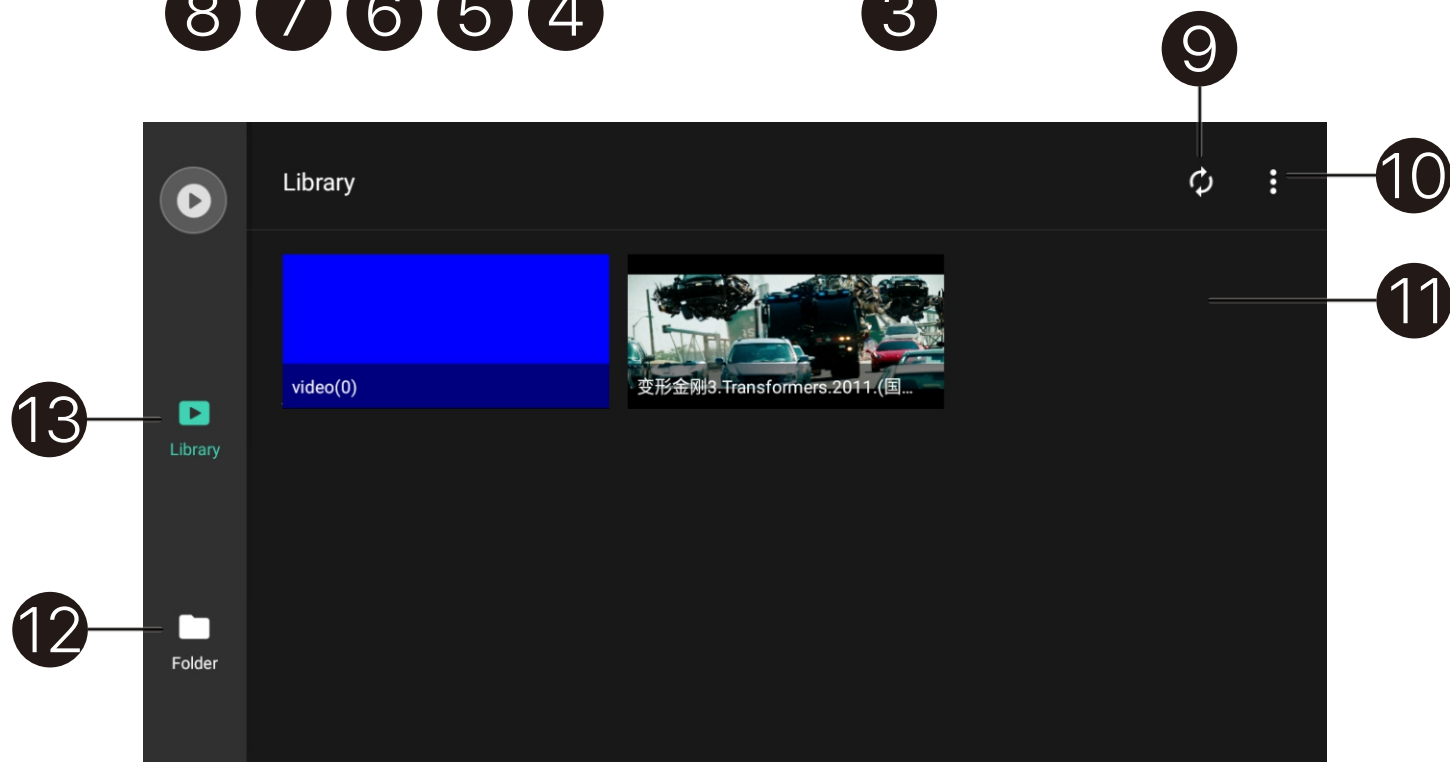 8 7 6 5 4 3
9
Library
10
11
video(0)
变形金刚3.Transformers.2011.(国...
13
Library
12
Folder